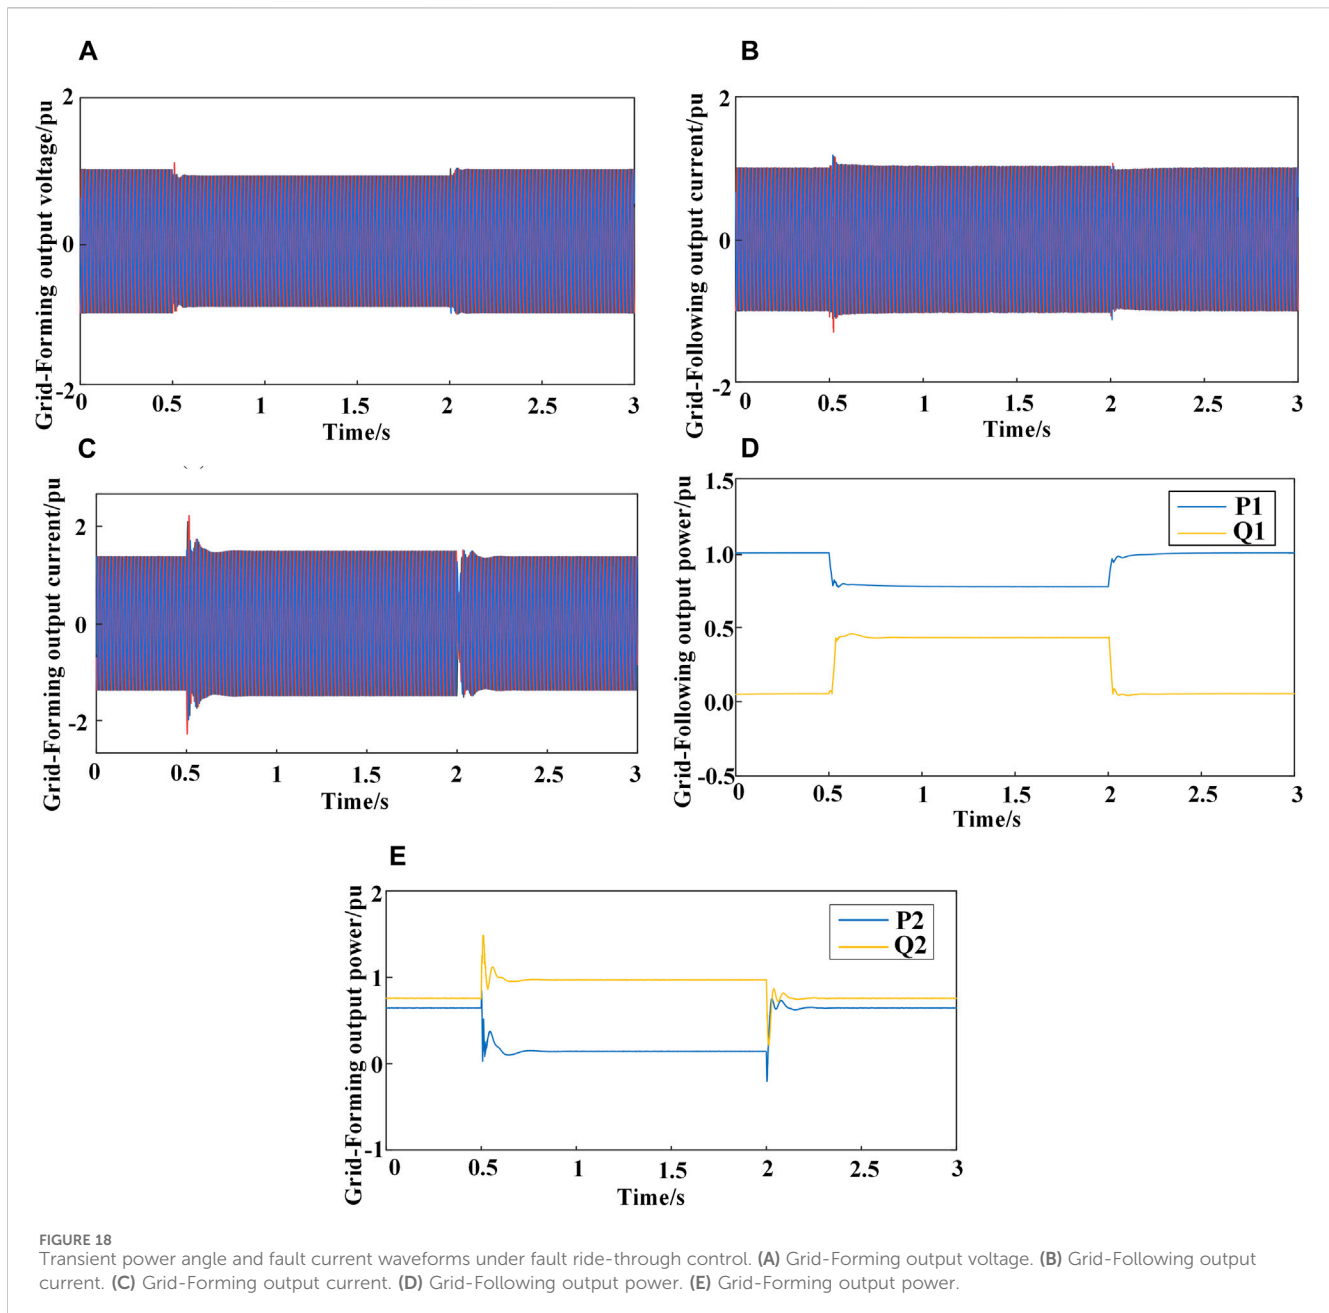 A
Grid-Forming output voltage/pu
2
0
-2
0 0.5 1 1.5 2 2.5 3
Time/s
B
Grid-Following output current/pu
2
0
-2
0 0.5 1 1.5 2 2.5 3
Time/s
C
Grid-Forming output current/pu
2
0
-2
0 0.5 1 1.5 2 2.5 3
Time/s
D
Grid-Following output power/pu
1.5
1.0
0.5
0.0
-0.5
P1
Q1
0 0.5 1 1.5 2 2.5 3
Time/s
E
Grid-Forming output power/pu
2
1
0
-1
P2
Q2
0 0.5 1 1.5 2 2.5 3
Time/s
FIGURE 18
Transient power angle and fault current waveforms under fault ride-through control. (A) Grid-Forming output voltage. (B) Grid-Following output
current. (C) Grid-Forming output current. (D) Grid-Following output power. (E) Grid-Forming output power.